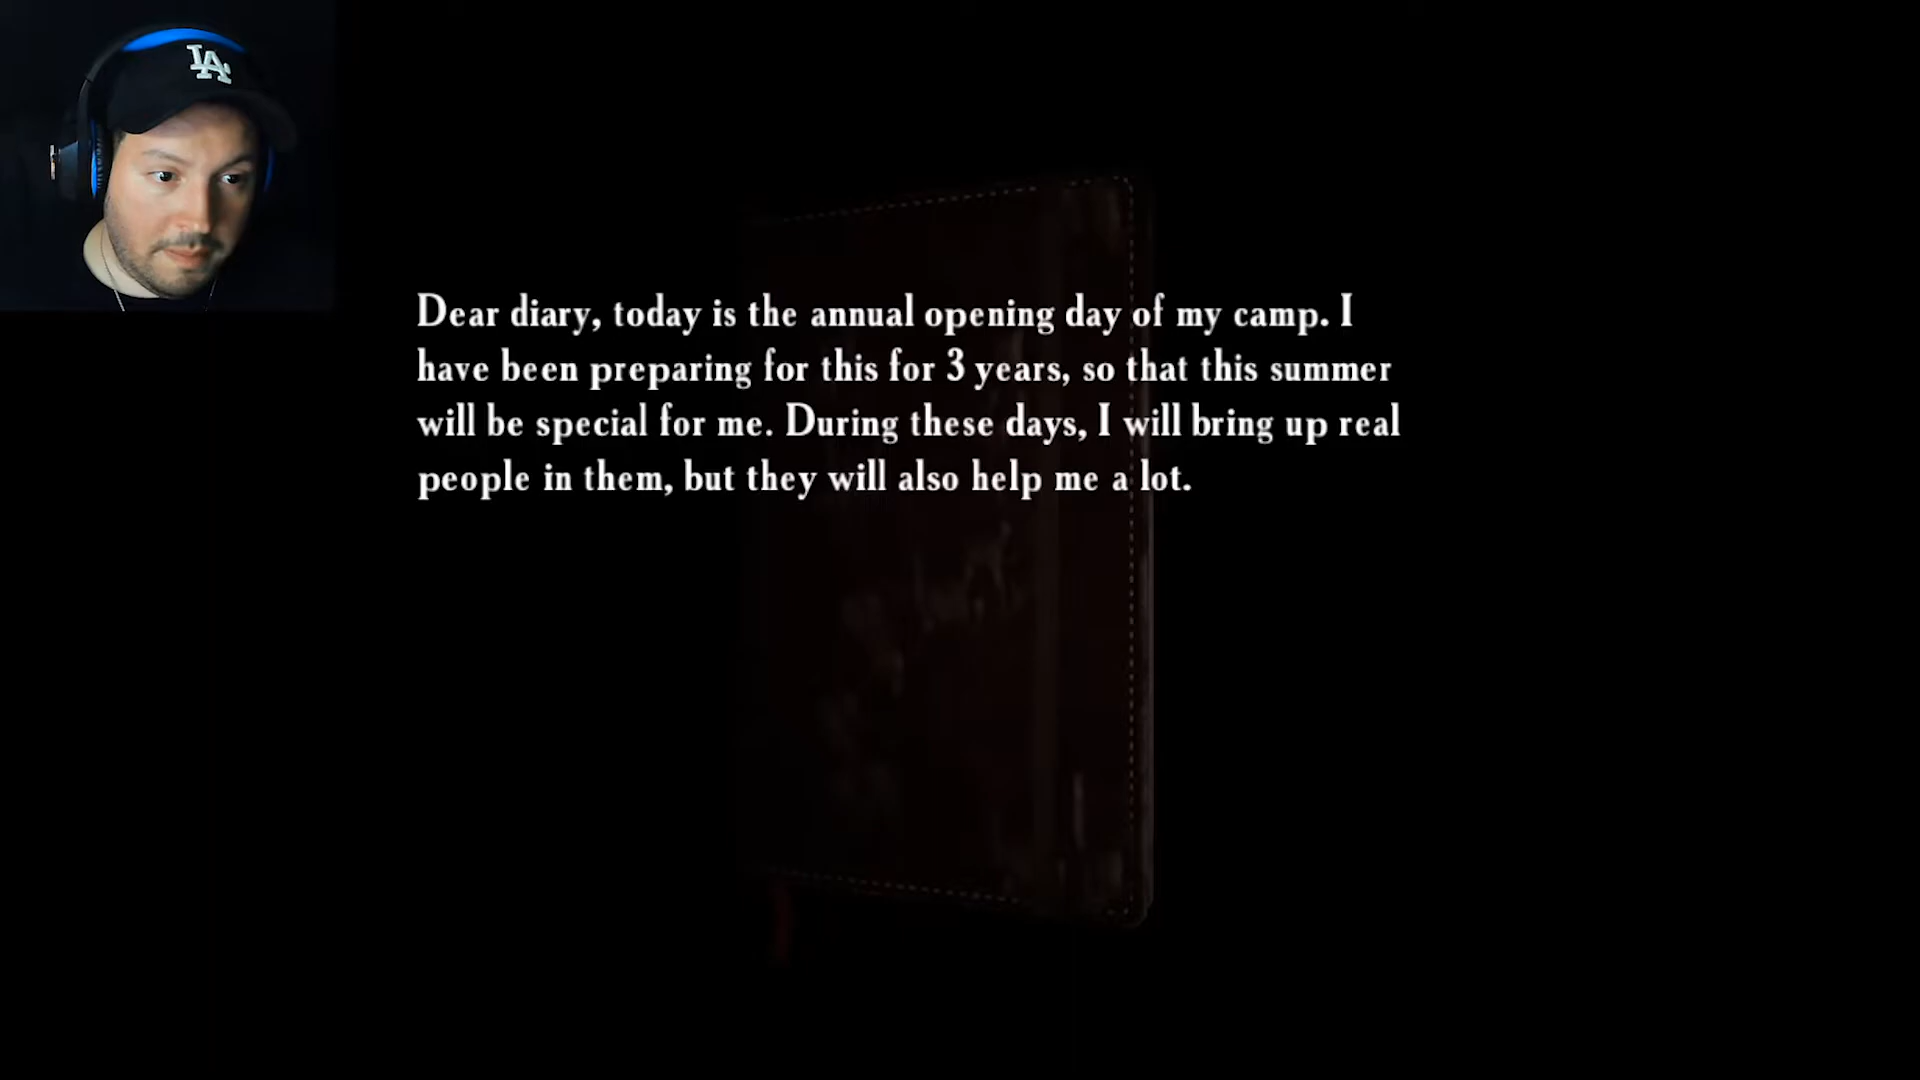 LA
Dear diary, today is the annual opening day of my camp. I
have been preparing for this for 3 years, so that this summer
will be special for me. During these days, I will bring up real
people in them, but they will also help me a lot.